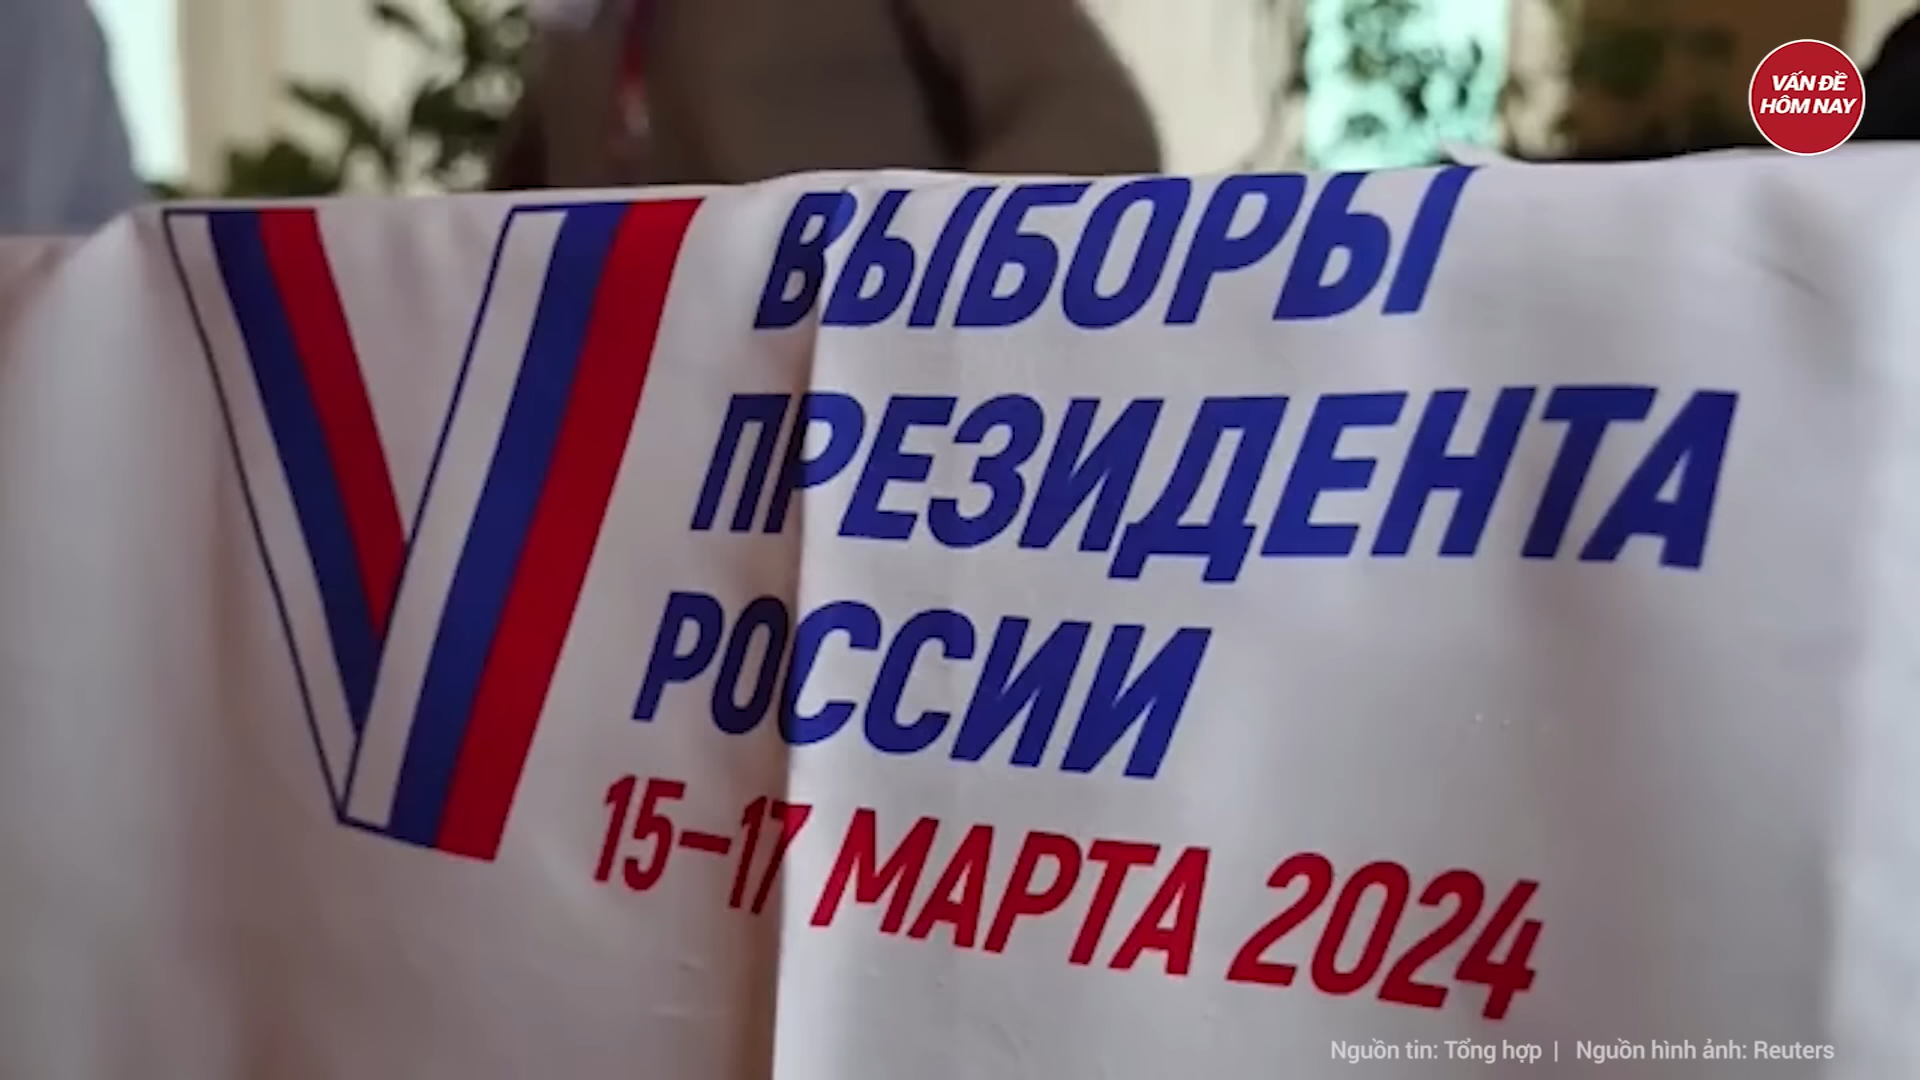 VẤN ĐỀ
HÔM NAY
ВЫБОРЫ
ПРЕЗИДЕНТА
РОССИИ
15–17 МАРТА 2024
Nguồn tin: Tổng hợp | Nguồn hình ảnh: Reuters